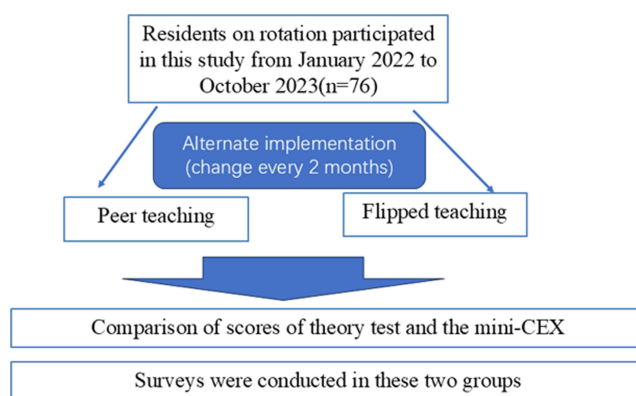 Residents on rotation participated
in this study from January 2022 to
October 2023(n=76)
Alternate implementation
(change every 2 months)
Peer teaching
Flipped teaching
Comparison of scores of theory test and the mini-CEX
Surveys were conducted in these two groups